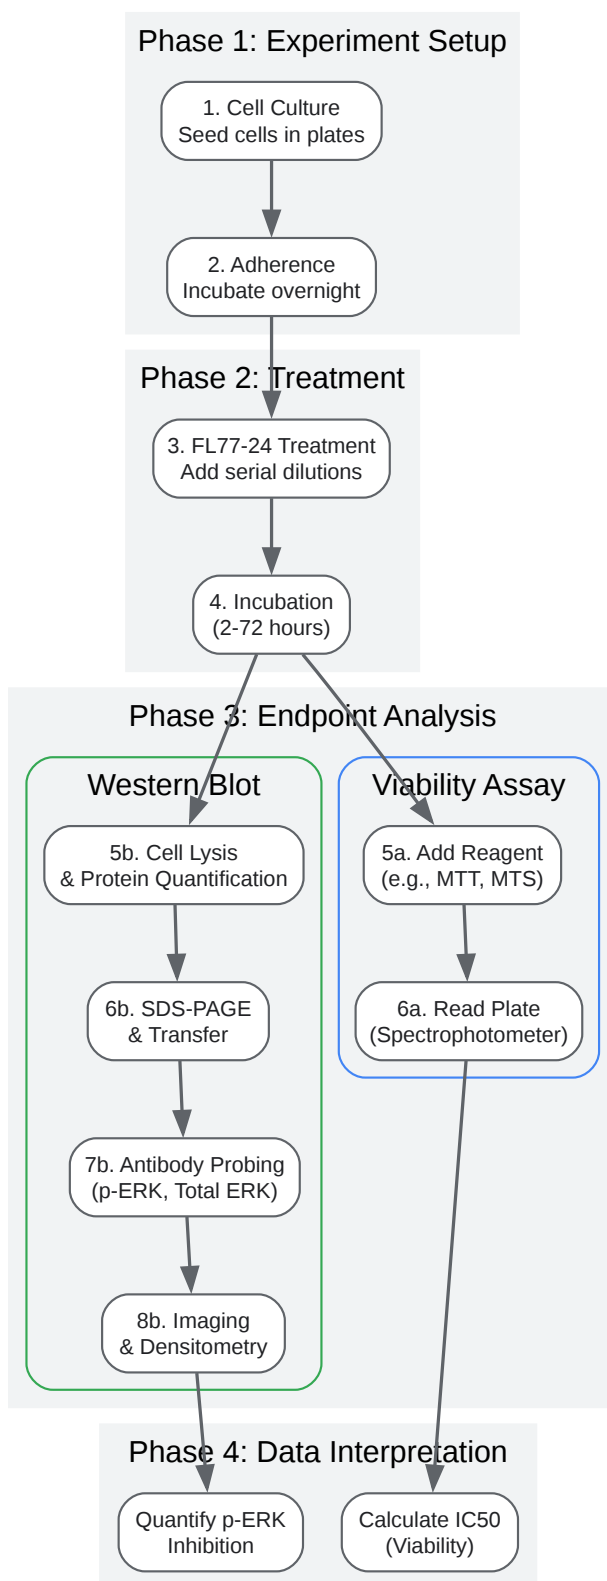 Phase 1: Experiment Setup
1. Cell Culture
Seed cells in plates
2. Adherence
Incubate overnight
Phase 2: Treatment
3. FL77-24 Treatment
Add serial dilutions
4. Incubation
(2-72 hours)
Phase 3: Endpoint Analysis
Western Blot
5b. Cell Lysis
& Protein Quantification
6b. SDS-PAGE
& Transfer
7b. Antibody Probing
(p-ERK, Total ERK)
8b. Imaging
& Densitometry
Viability Assay
5a. Add Reagent
(e.g., MTT, MTS)
6a. Read Plate
(Spectrophotometer)
Phase 4: Data Interpretation
Quantify p-ERK
Inhibition
Calculate IC50
(Viability)